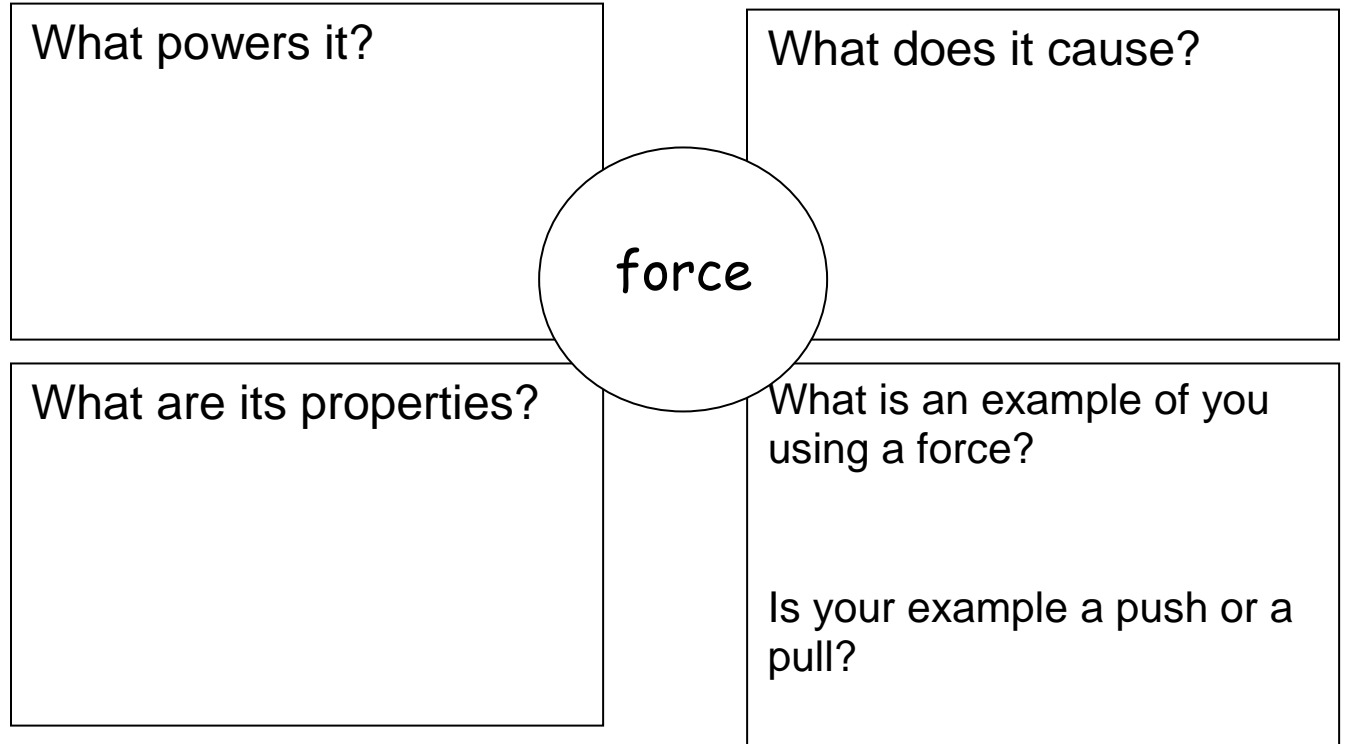 What powers it?
What does it cause?
force
What are its properties?
What is an example of you
using a force?
Is your example a push or a
pull?